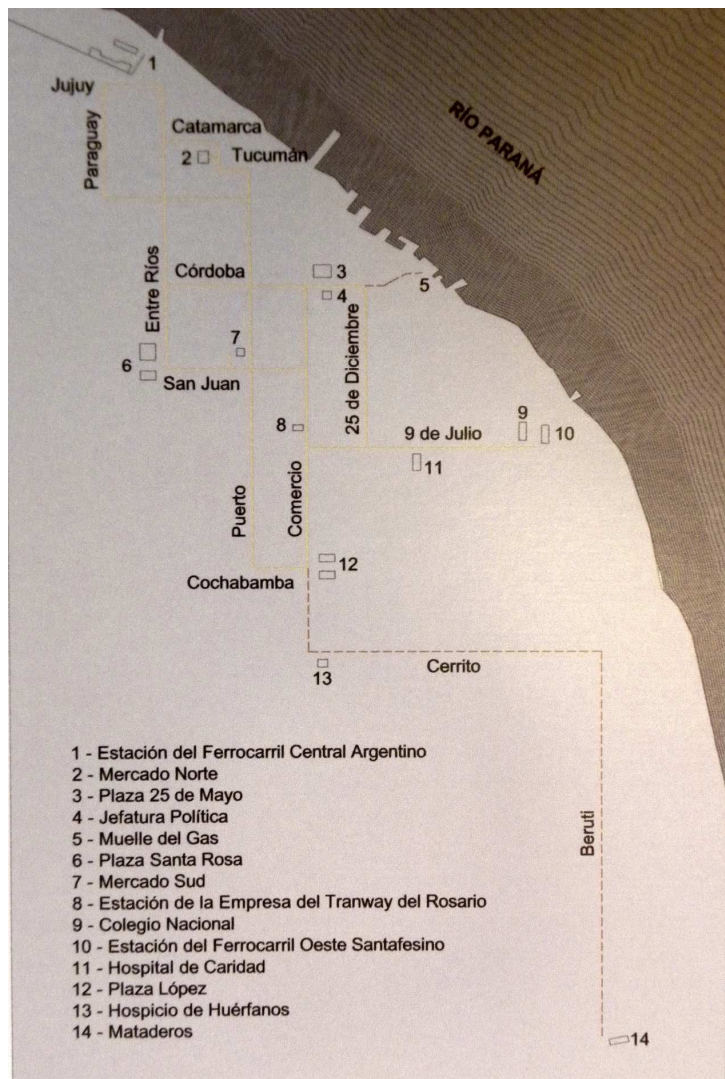 1
Jujuy
RÍO PARANÁ
Catamarca
2
Tucumán
Paraguay
Entre Ríos
Córdoba
3
4
5
25 de Diciembre
7
6
San Juan
8
9 de Julio
9
10
11
Puerto
Comercio
12
Cochabamba
Cerrito
13
Beruti
1 - Estación del Ferrocarril Central Argentino
2 - Mercado Norte
3 - Plaza 25 de Mayo
4 - Jefatura Política
5 - Muelle del Gas
6 - Plaza Santa Rosa
7 - Mercado Sud
8 - Estación de la Empresa del Tranway del Rosario
9 - Colegio Nacional
10 - Estación del Ferrocarril Oeste Santafesino
11 - Hospital de Caridad
12 - Plaza López
13 - Hospicio de Huérfanos
14 - Mataderos
14